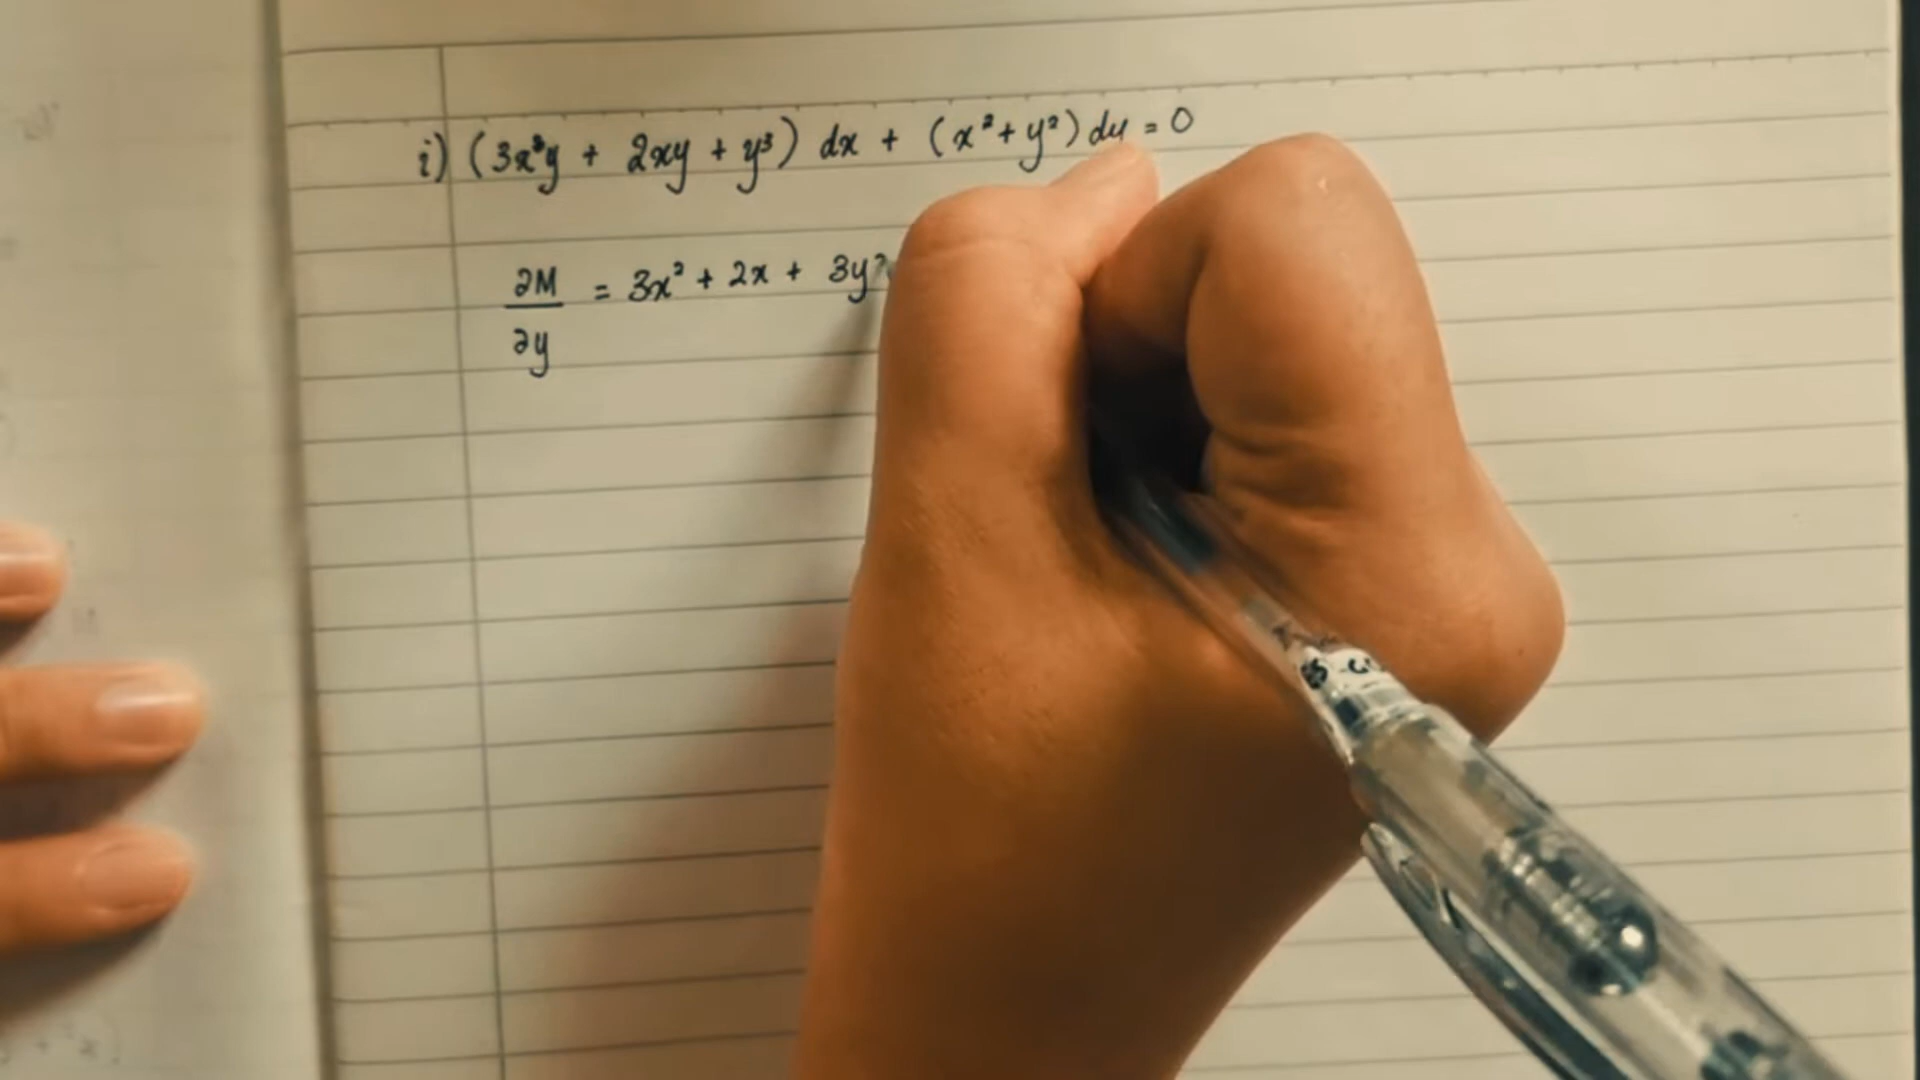 i) (3x²y + 2xy + y³) dx + (x² + y²) dy = 0
∂M/∂y = 3x² + 2x + 3y²